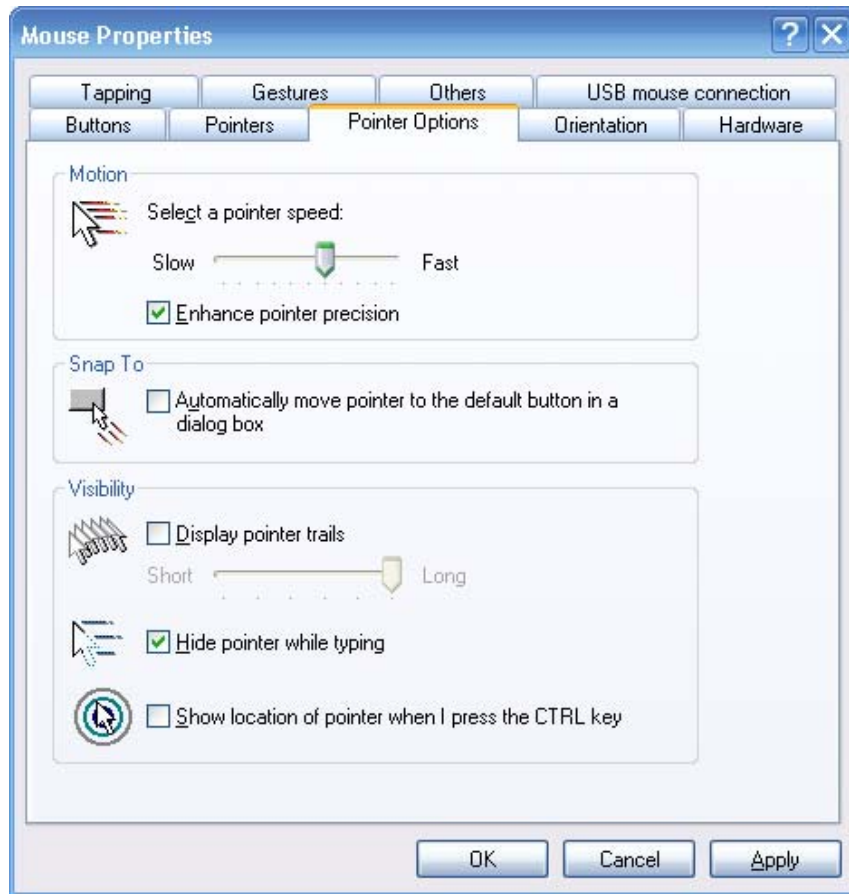 Mouse Properties
Tapping
Gestures
Others
USB mouse connection
Buttons
Pointers
Pointer Options
Orientation
Hardware
Motion
Select a pointer speed:
Slow
Fast
Enhance pointer precision
Snap To
Automatically move pointer to the default button in a
dialog box
Visibility
Display pointer trails
Short
Long
Hide pointer while typing
Show location of pointer when I press the CTRL key
OK
Cancel
Apply